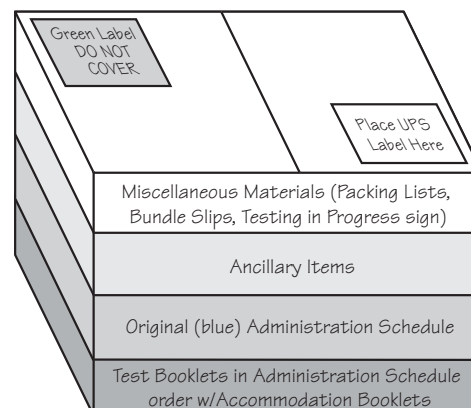 Green Label
DO NOT
COVER
Place UPS
Label Here
Miscellaneous Materials (Packing Lists,
Bundle Slips, Testing in Progress sign)
Ancillary Items
Original (blue) Administration Schedule
Test Booklets in Administration Schedule
order w/Accommodation Booklets